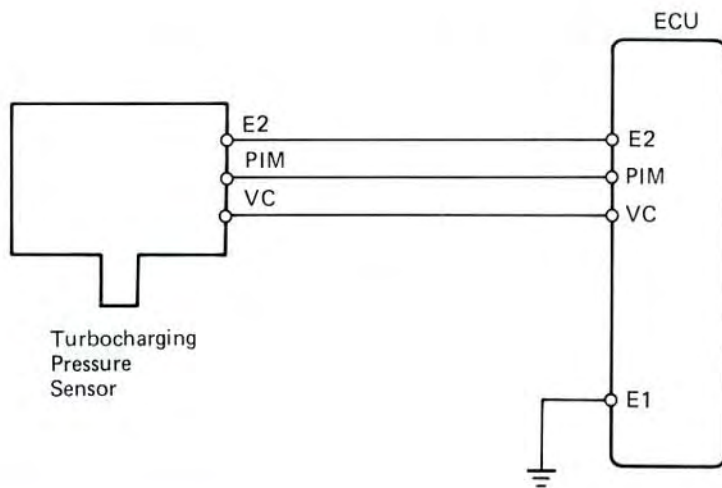 ECU
E2
E2
PIM
PIM
VC
VC
Turbocharging
Pressure
Sensor
E1